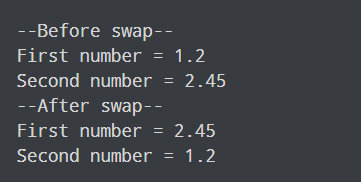 --Before swap--
First number = 1.2
Second number = 2.45
--After swap--
First number = 2.45
Second number = 1.2